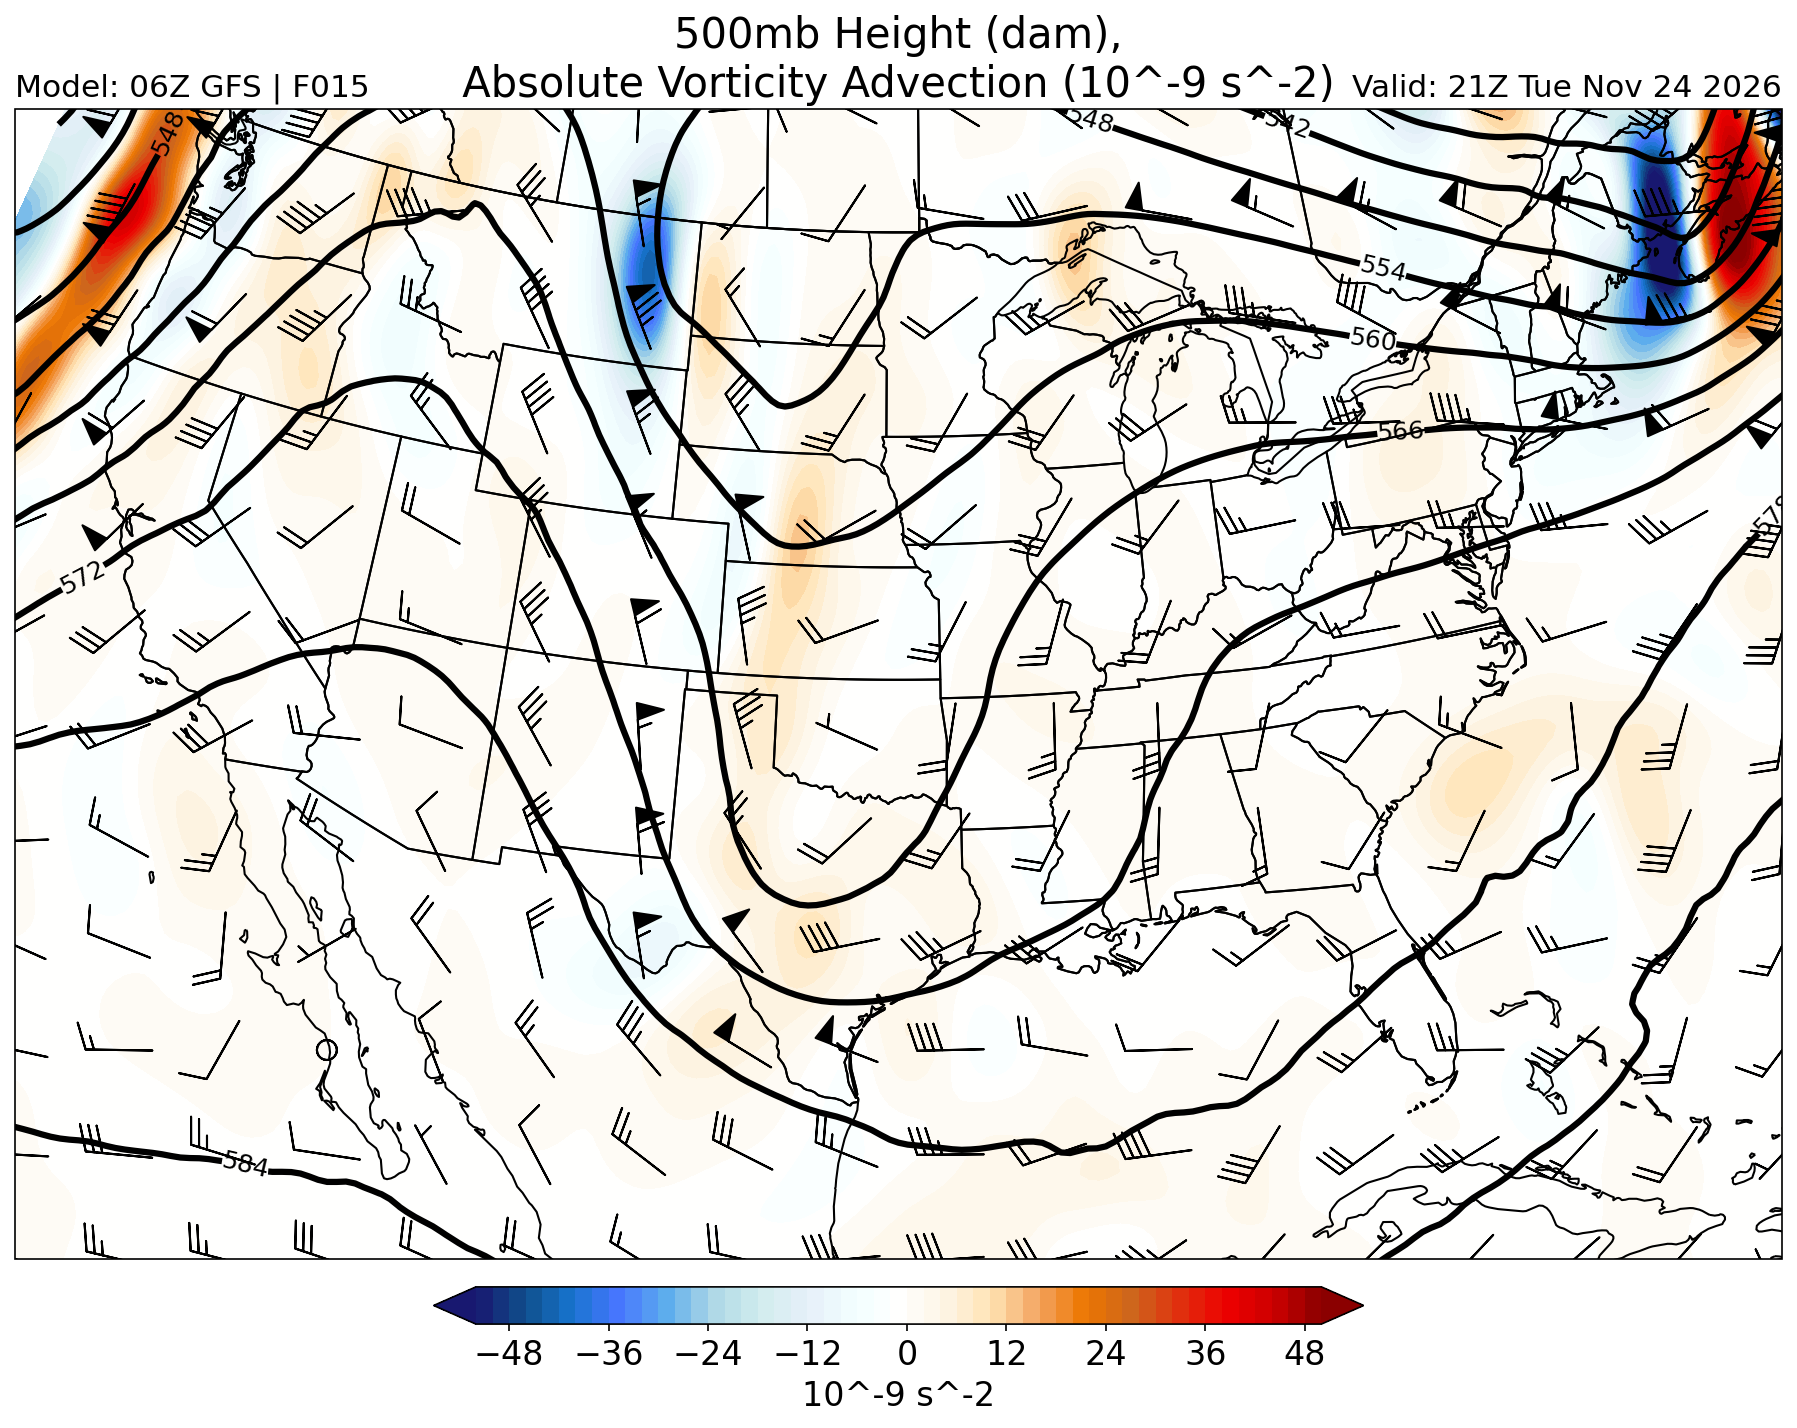 500mb Height (dam),
Model: 06Z GFS | F015
Absolute Vorticity Advection (10^-9 s^-2)
Valid: 21Z Tue Nov 24 2026
548
548
542
554
560
566
572
584
−48 −36 −24 −12 0 12 24 36 48
10^-9 s^-2